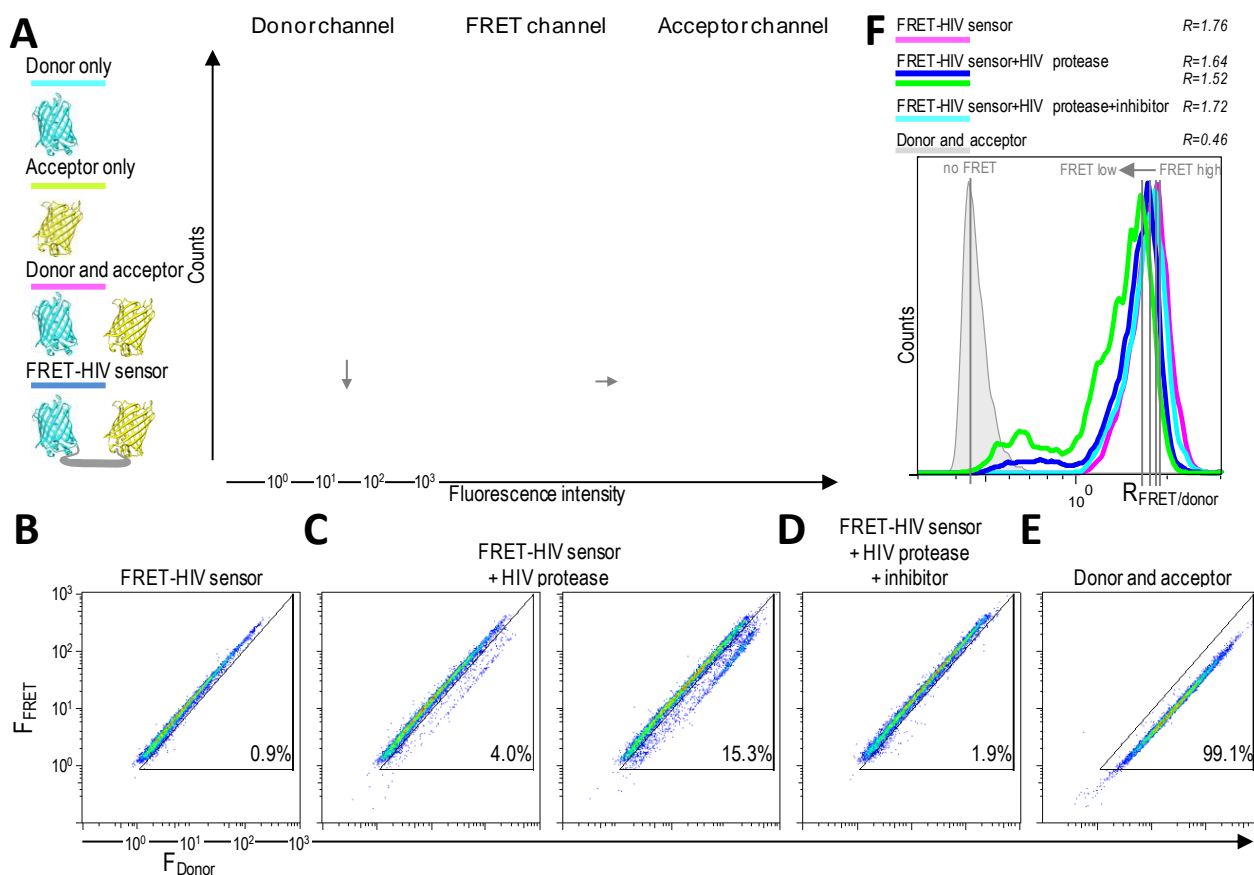 A
Donor channel
FRET channel
Acceptor channel
Donor only
Acceptor only
Donor and acceptor
FRET-HIV sensor
Counts
10⁰
10¹
10²
10³
Fluorescence intensity
F
FRET-HIV sensor R=1.76
FRET-HIV sensor+HIV protease R=1.64
R=1.52
FRET-HIV sensor+HIV protease+inhibitor R=1.72
Donor and acceptor R=0.46
no FRET
FRET low
FRET high
Counts
10⁰
R FRET/donor
B
FRET-HIV sensor
C
FRET-HIV sensor
+ HIV protease
D
FRET-HIV sensor
+ HIV protease
+ inhibitor
E
Donor and acceptor
F FRET
10³
10²
10¹
10⁰
0.9%
4.0%
15.3%
1.9%
99.1%
10⁰
10¹
10²
10³
F Donor